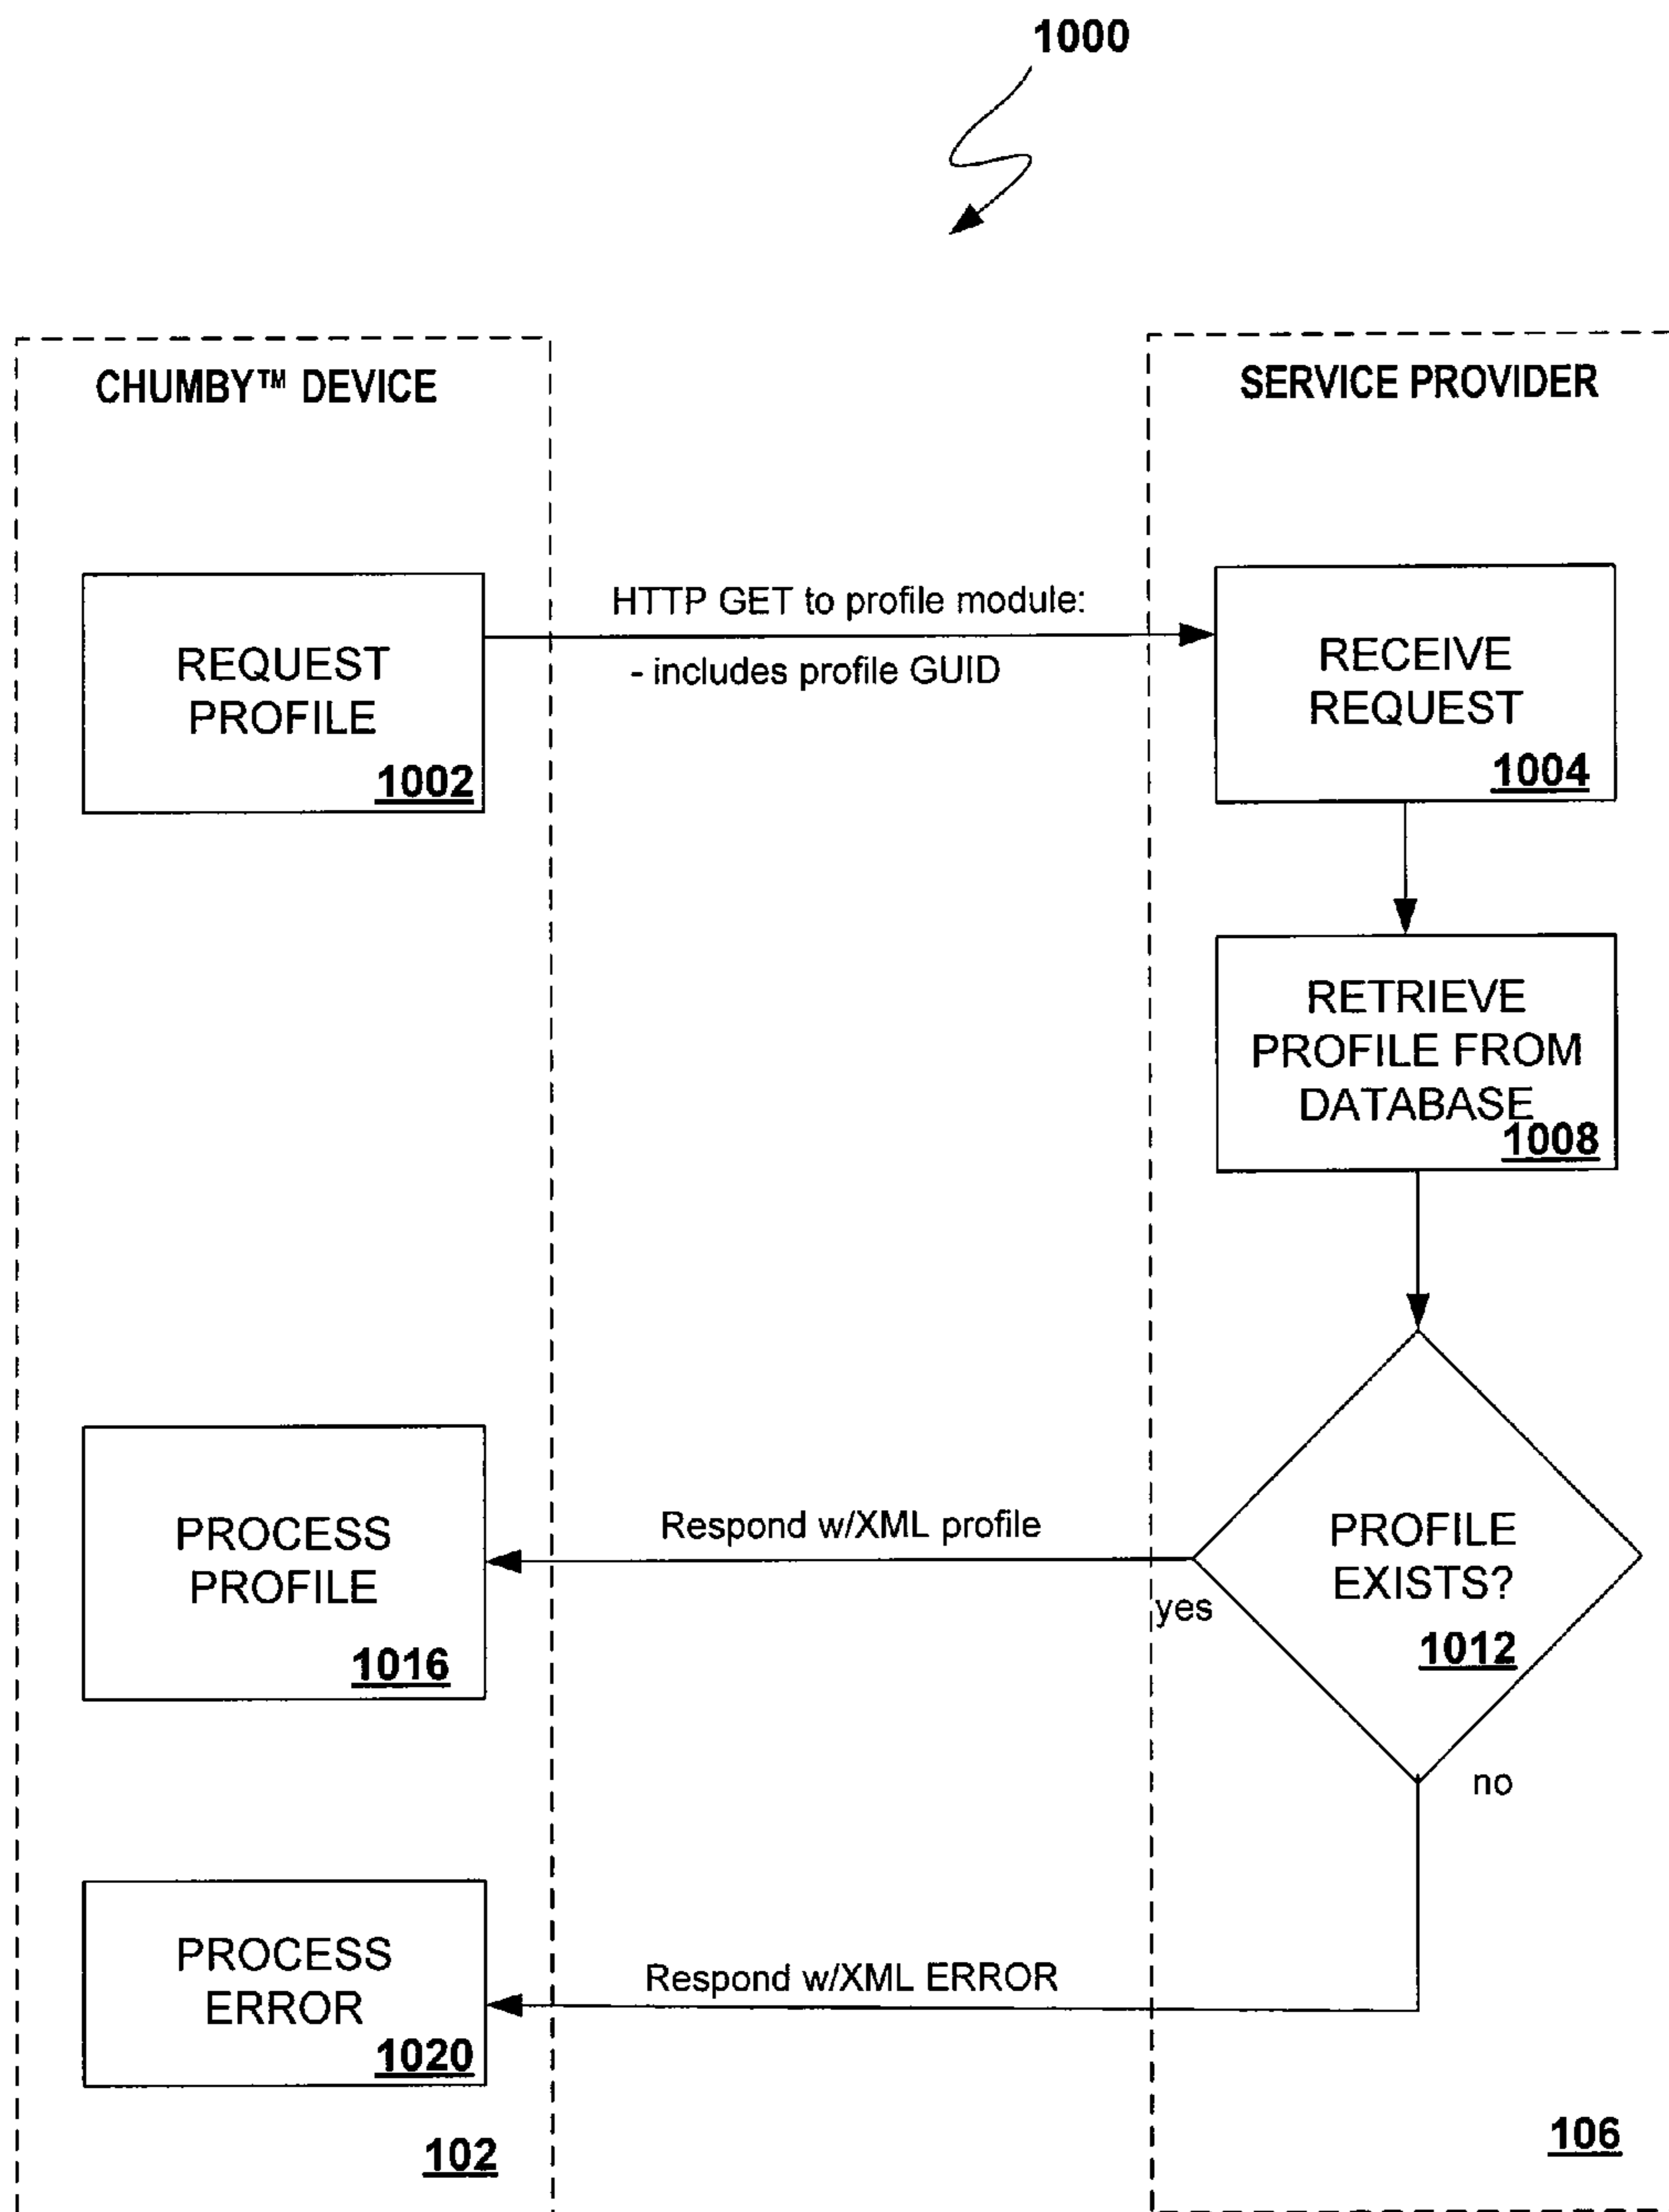 1000
CHUMBY™ DEVICE
SERVICE PROVIDER
REQUEST
PROFILE
1002
HTTP GET to profile module:
- includes profile GUID
RECEIVE
REQUEST
1004
RETRIEVE
PROFILE FROM
DATABASE
1008
PROFILE
EXISTS?
1012
yes
Respond w/XML profile
PROCESS
PROFILE
1016
no
Respond w/XML ERROR
PROCESS
ERROR
1020
102
106